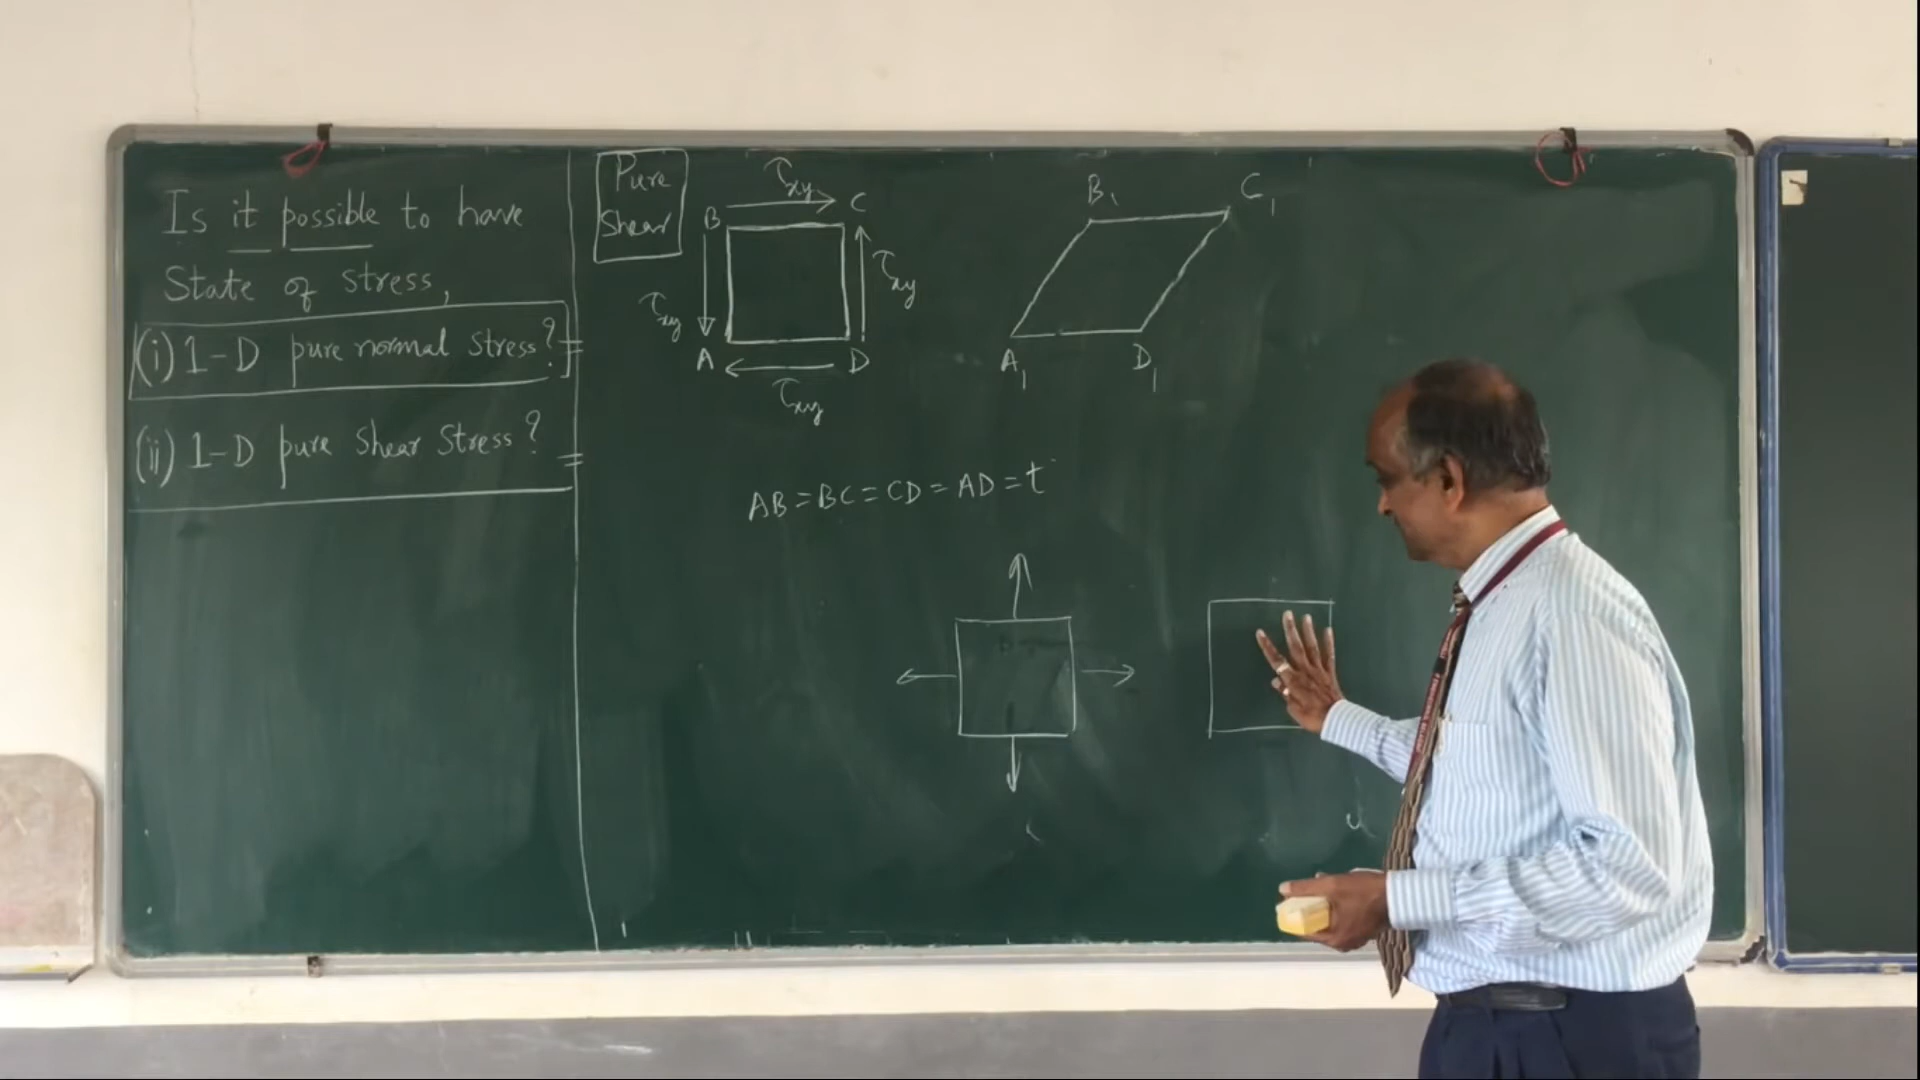 Is it possible to have
State of stress,
(i) 1-D pure normal stress?
(ii) 1-D pure shear stress?
Pure
Shear
τxy
B
C
τxy
τxy
A
D
τxy
B1
C1
A1
D1
AB = BC = CD = AD = t